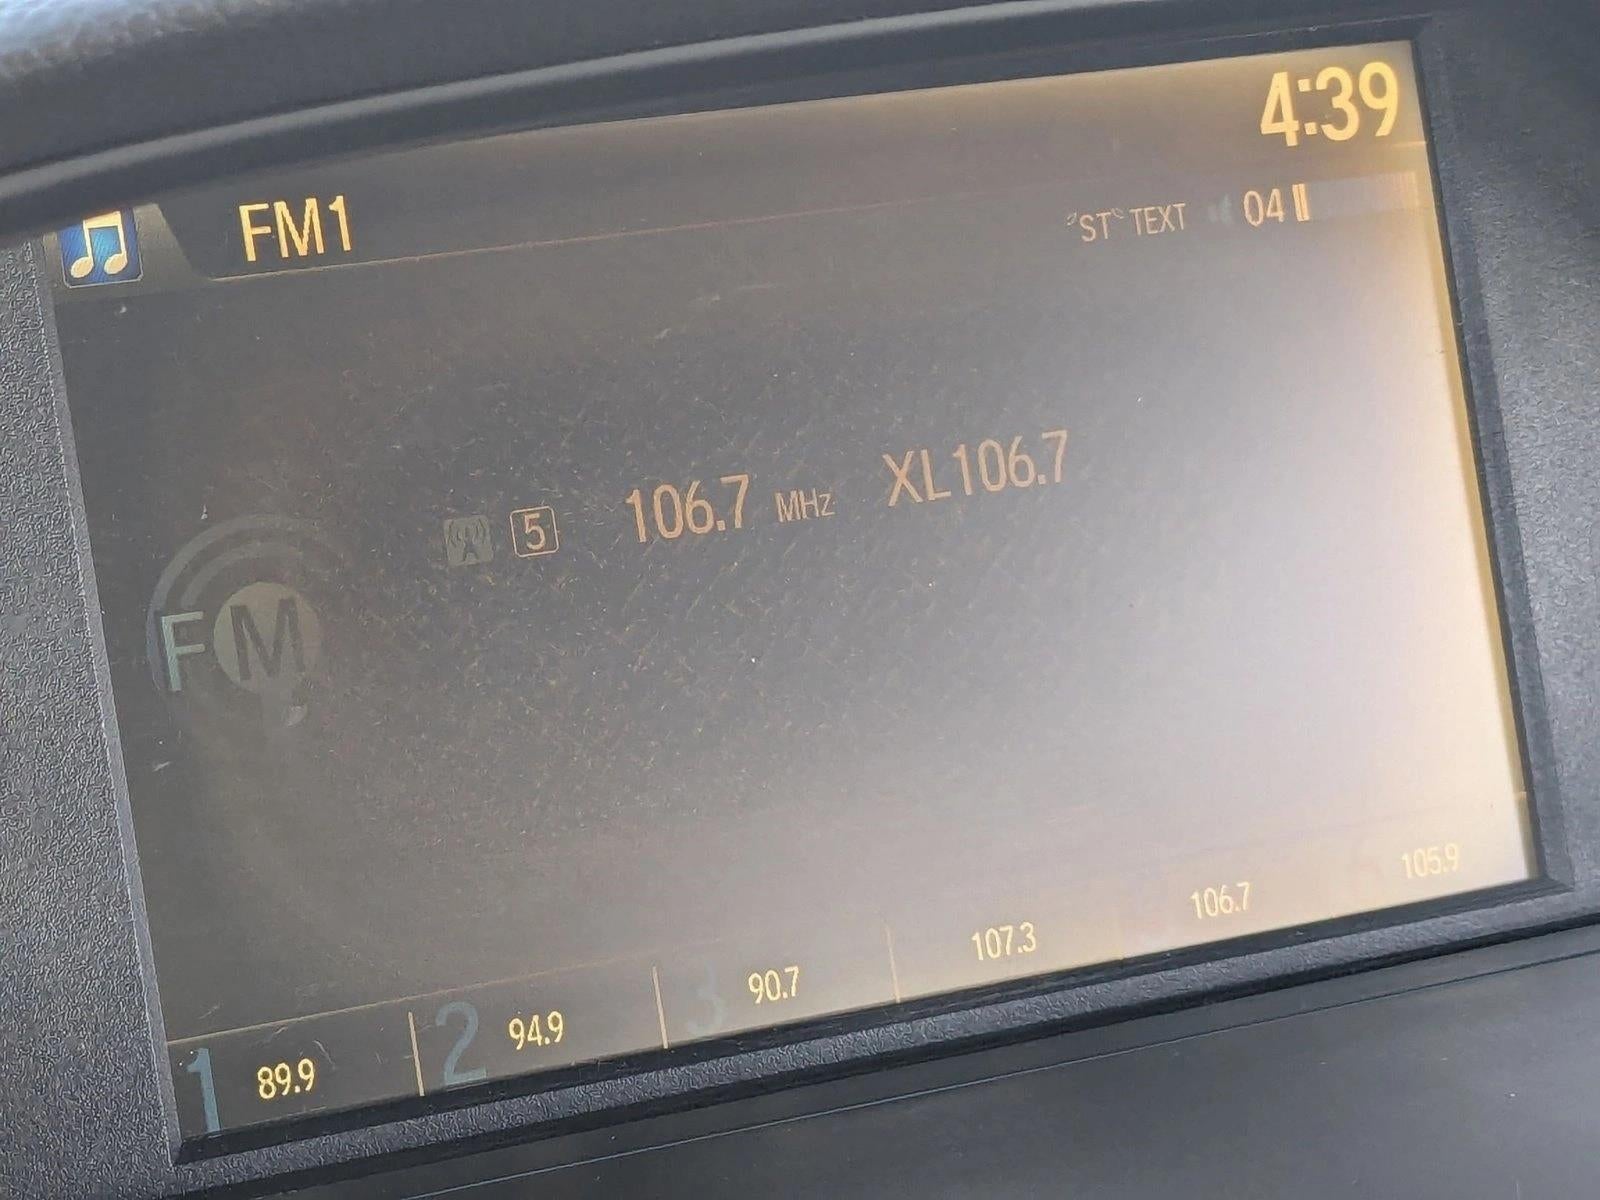 4:39
FM1
ST TEXT 04
5 106.7 MHz XL106.7
FM
1 89.9 2 94.9 3 90.7 107.3 106.7 105.9